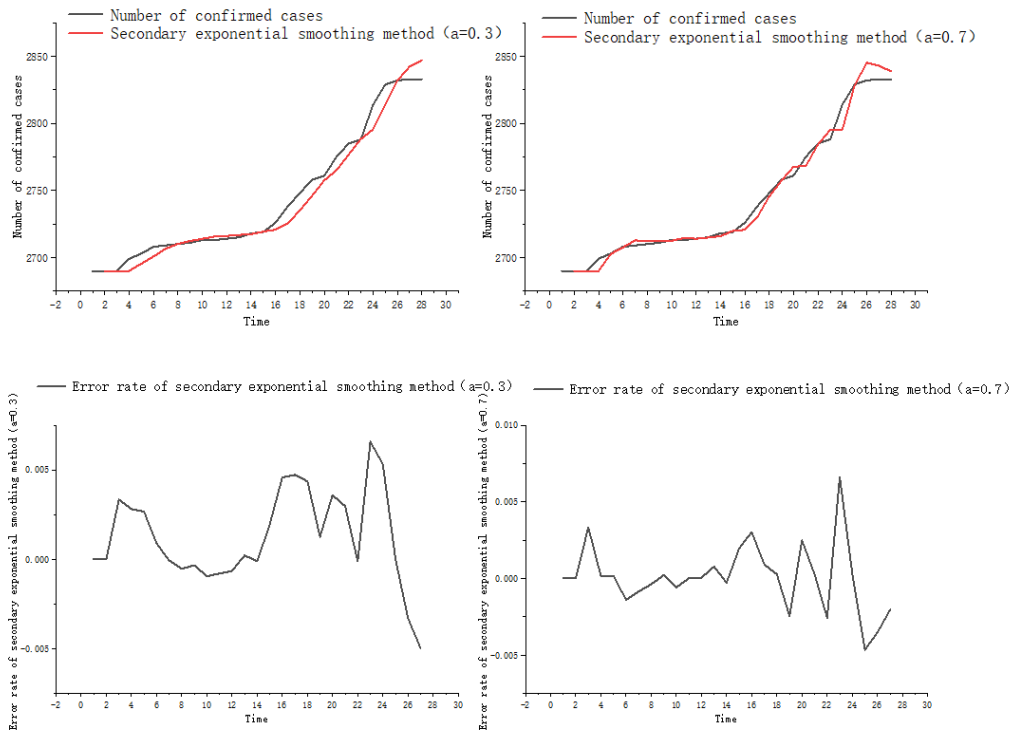 Number of confirmed cases
Secondary exponential smoothing method (a=0.3)
Number of confirmed cases
2850
2800
2750
2700
-2 0 2 4 6 8 10 12 14 16 18 20 22 24 26 28 30
Time
Number of confirmed cases
Secondary exponential smoothing method (a=0.7)
Number of confirmed cases
2850
2800
2750
2700
-2 0 2 4 6 8 10 12 14 16 18 20 22 24 26 28 30
Time
Error rate of secondary exponential smoothing method (a=0.3)
Error rate of secondary exponential smoothing method (a=0.3)
0.005
0.000
-0.005
-2 0 2 4 6 8 10 12 14 16 18 20 22 24 26 28 30
Time
Error rate of secondary exponential smoothing method (a=0.7)
Error rate of secondary exponential smoothing method (a=0.7)
0.010
0.005
0.000
-0.005
-2 0 2 4 6 8 10 12 14 16 18 20 22 24 26 28 30
Time